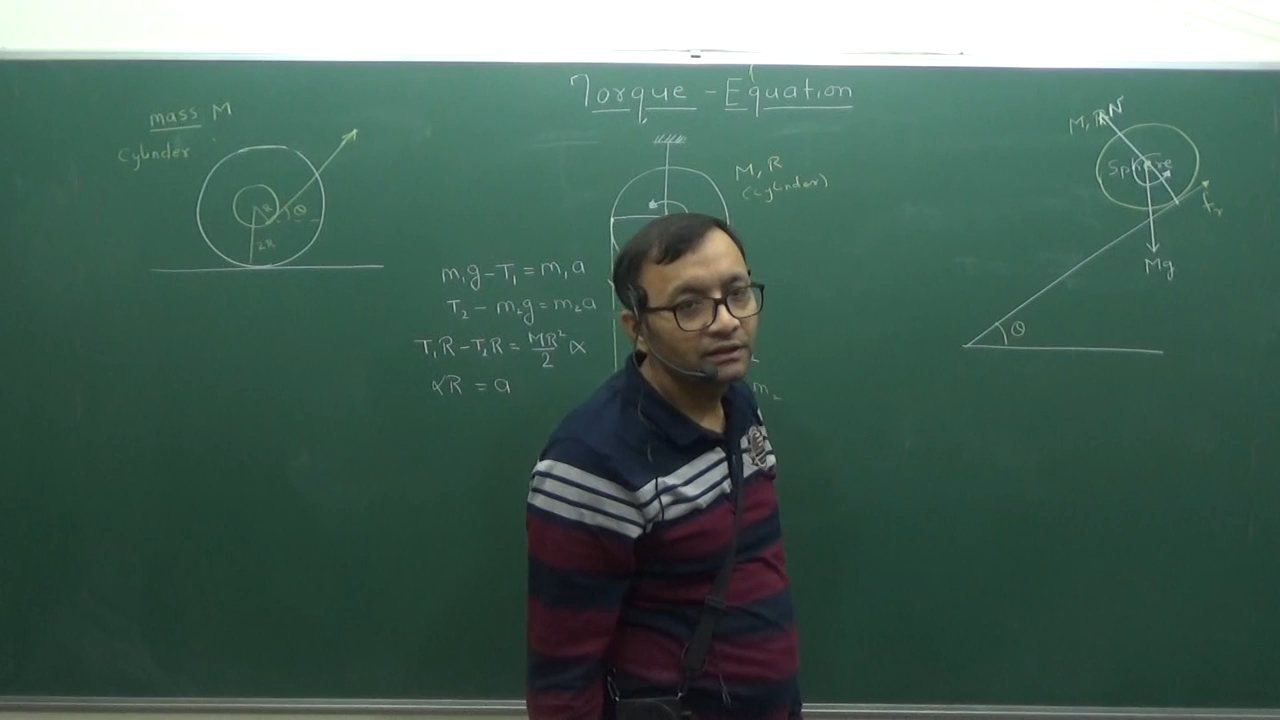 Torque - Equation
mass M
Cylinder
R
θ
2R
M, R
(cylinder)
m₁g - T₁ = m₁a
T₂ - m₂g = m₂a
T₁R - T₂R = MR²/2 α
αR = a
m₂
M, R
N
Sphere
fr
Mg
θ